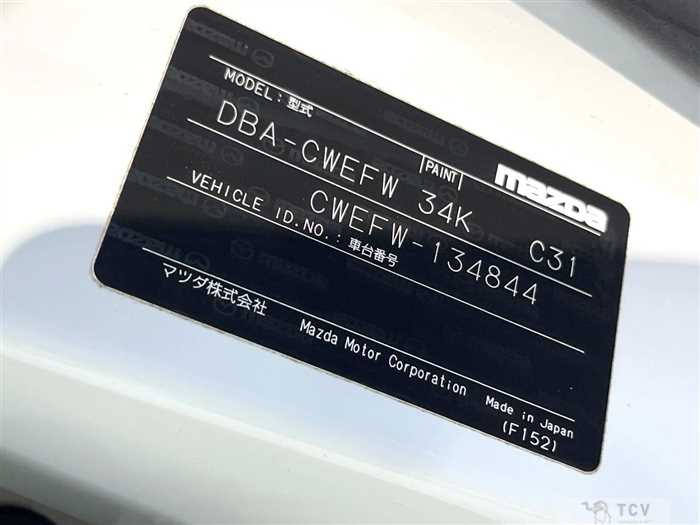 MODEL: 型式
mazda
DBA-CWEFW
PAINT
34K C31
VEHICLE ID.NO.: 車台番号
CWEFW-134844
マツダ株式会社 Mazda Motor Corporation Made in Japan
(F152)
TCV